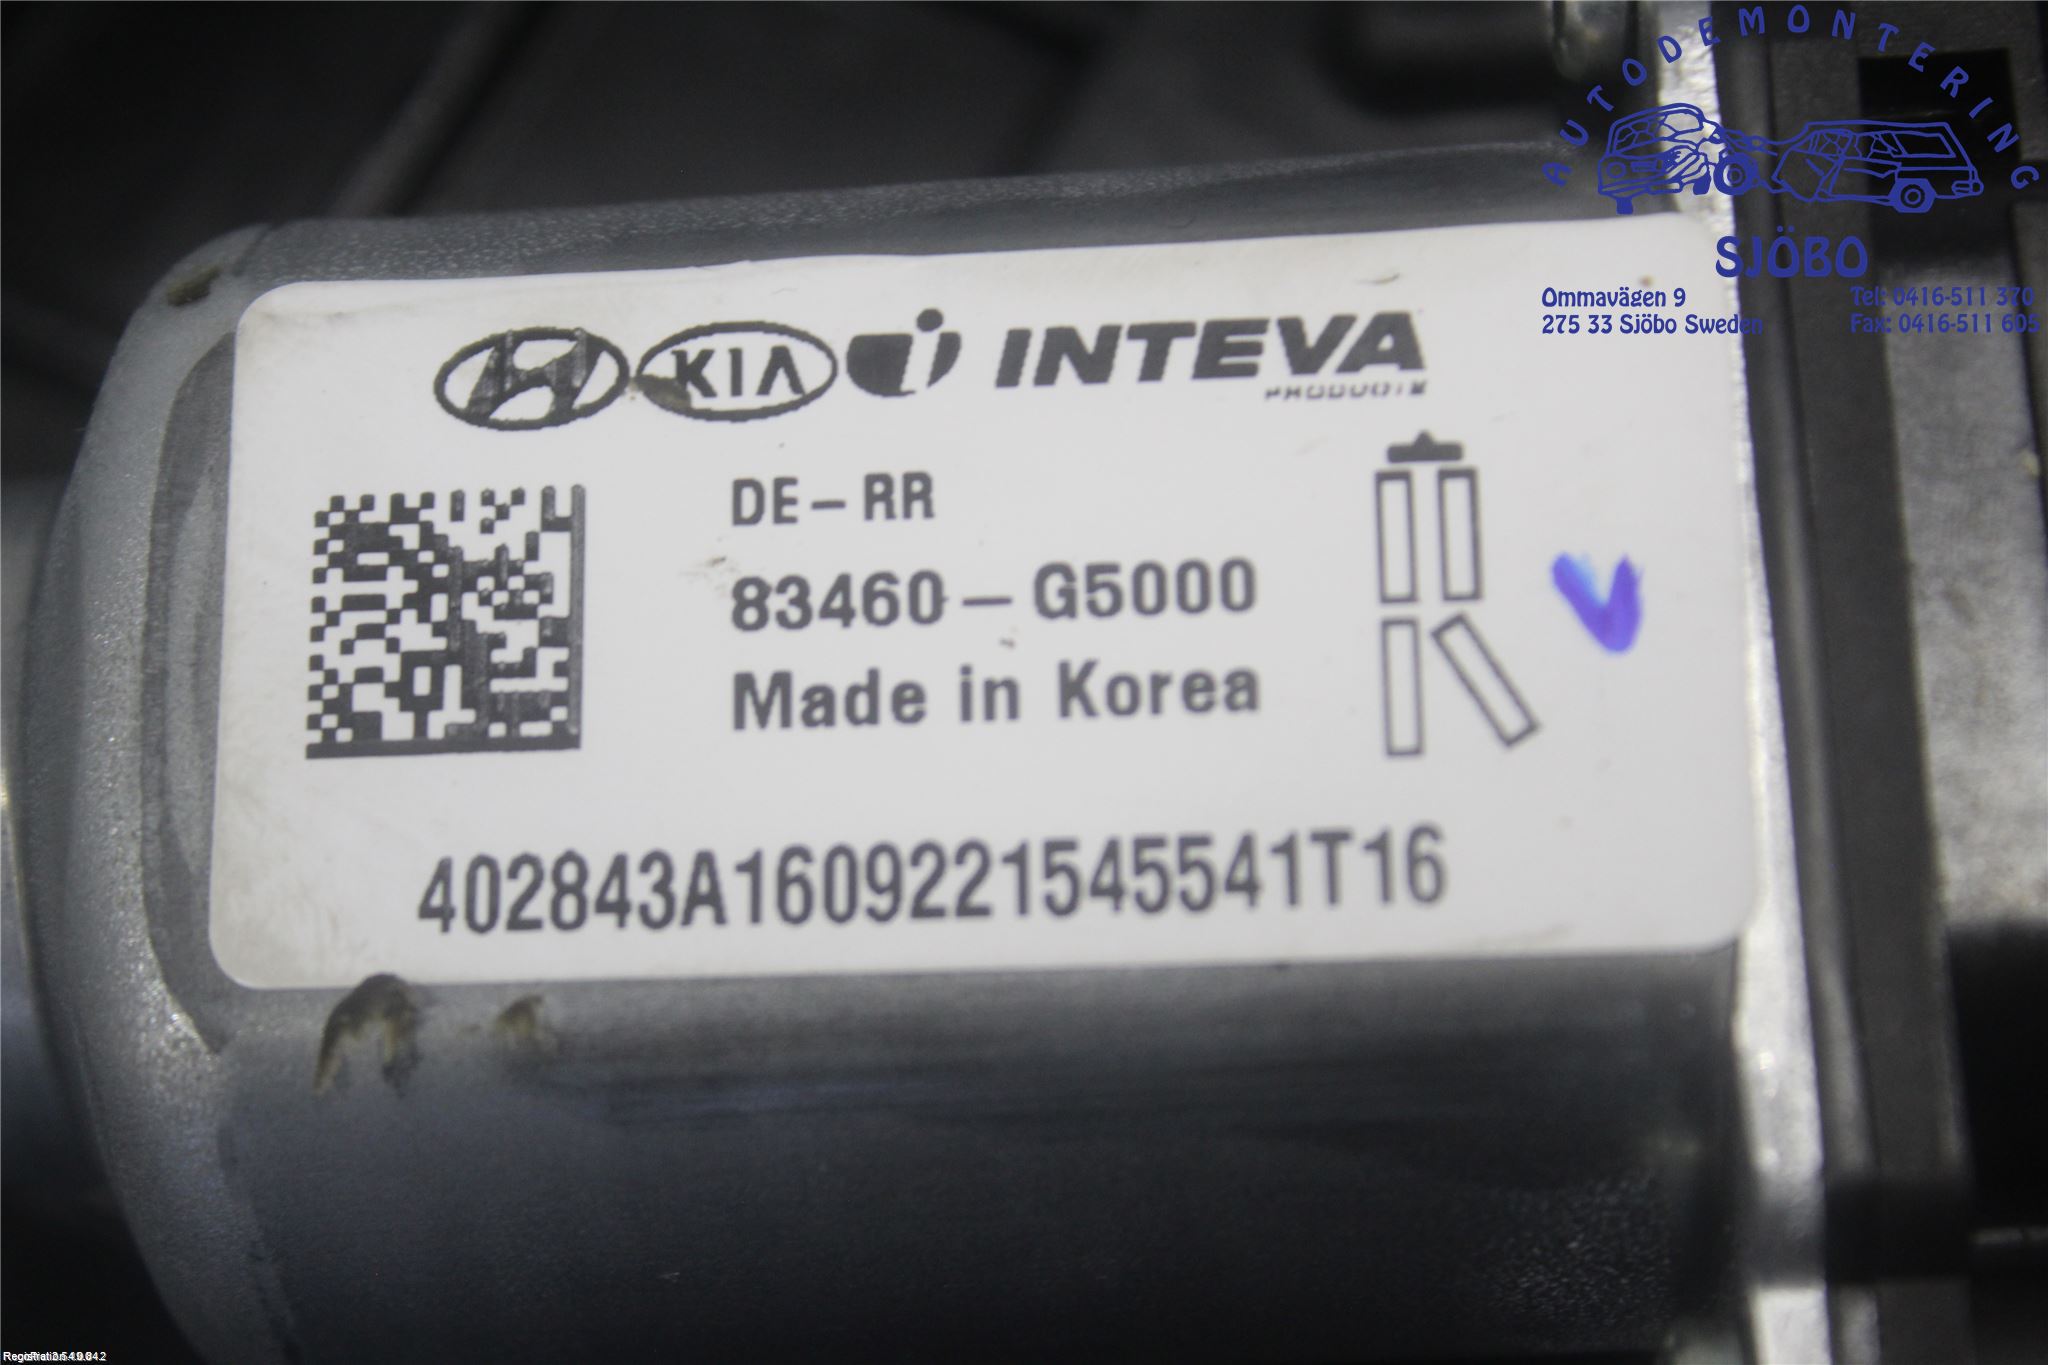 AUTODEMONTERING
SJÖBO
Ommavägen 9 Tel: 0416-511 370
275 33 Sjöbo Sweden Fax: 0416-511 605
KIA INTEVA
PRODUCTS
DE-RR
83460-G5000
Made in Korea
RR
402843A1609221545541T16